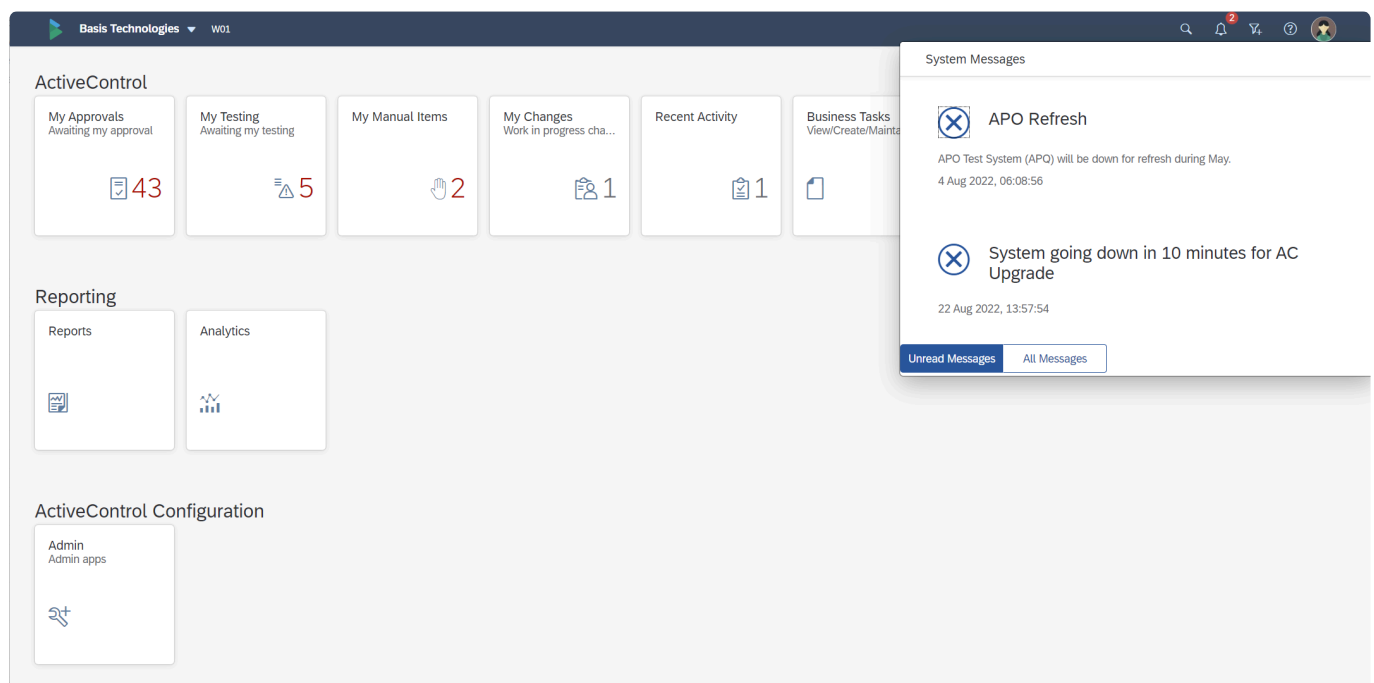 Basis Technologies W01
2
System Messages
ActiveControl
My Approvals
Awaiting my approval
43
My Testing
Awaiting my testing
5
My Manual Items
2
My Changes
Work in progress cha...
1
Recent Activity
1
Business Tasks
View/Create/Mainta
APO Refresh
APO Test System (APQ) will be down for refresh during May.
4 Aug 2022, 06:08:56
System going down in 10 minutes for AC
Upgrade
22 Aug 2022, 13:57:54
Unread Messages
All Messages
Reporting
Reports
Analytics
ActiveControl Configuration
Admin
Admin apps